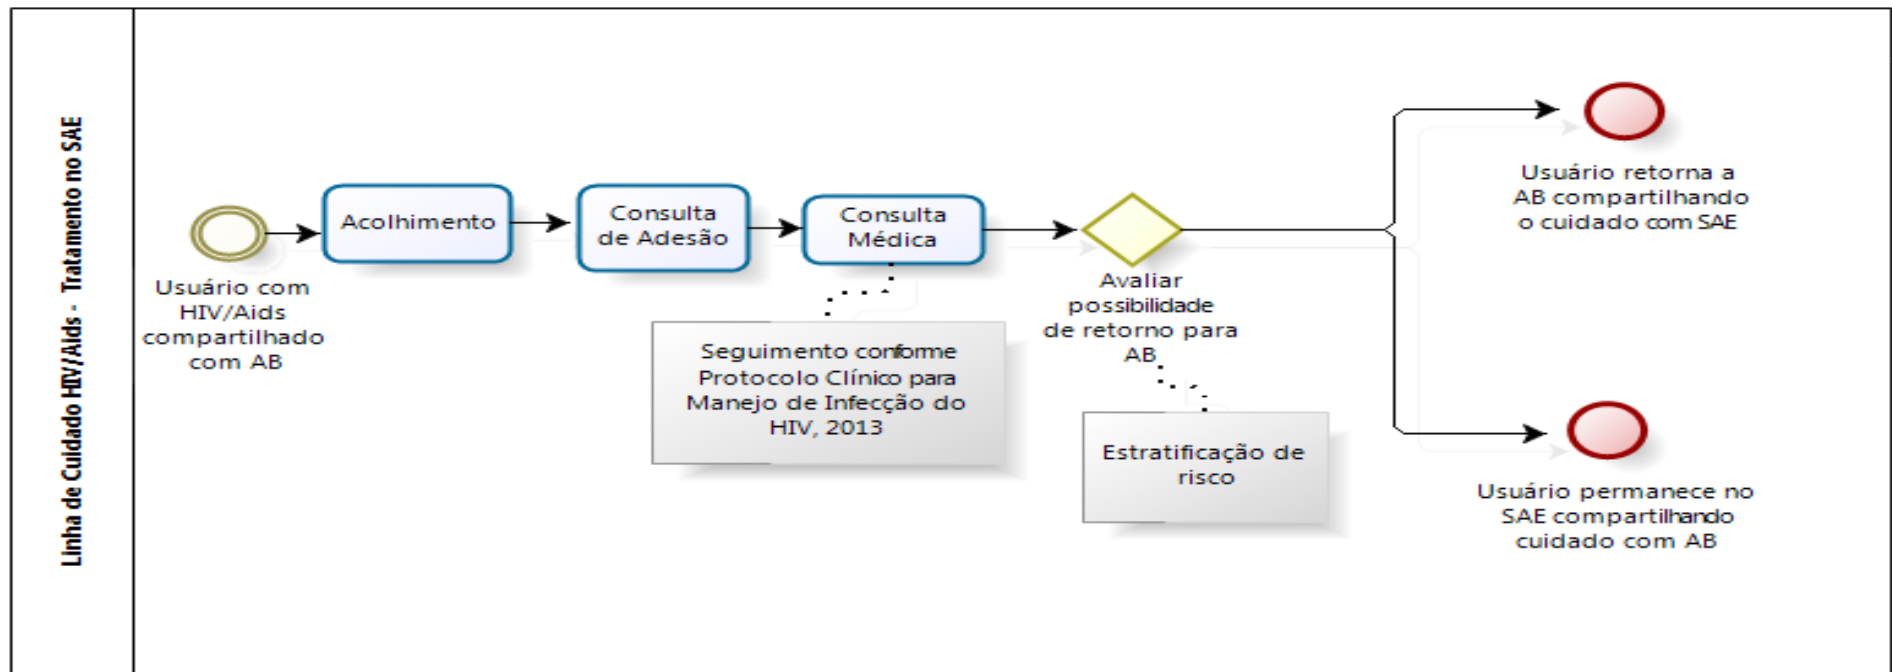 Linha de Cuidado HIV/Aids - Tratamento no SAE
Usuário com
HIV/Aids
compartilhado
com AB
Acolhimento
Consulta
de Adesão
Consulta
Médica
Seguimento conforme
Protocolo Clínico para
Manejo de Infecção do
HIV, 2013
Avaliar
possibilidade
de retorno para
AB
Estratificação de
risco
Usuário retorna a
AB compartilhando
o cuidado com SAE
Usuário permanece no
SAE compartilhando
cuidado com AB